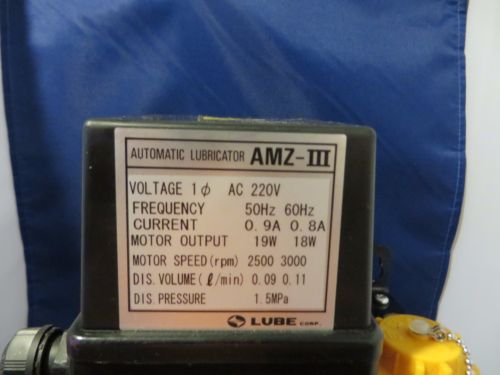 AUTOMATIC LUBRICATOR AMZ-III
VOLTAGE 1φ AC 220V
FREQUENCY 50Hz 60Hz
CURRENT 0.9A 0.8A
MOTOR OUTPUT 19W 18W
MOTOR SPEED(rpm) 2500 3000
DIS.VOLUME(ℓ/min) 0.09 0.11
DIS.PRESSURE 1.5MPa
LUBE CORP.